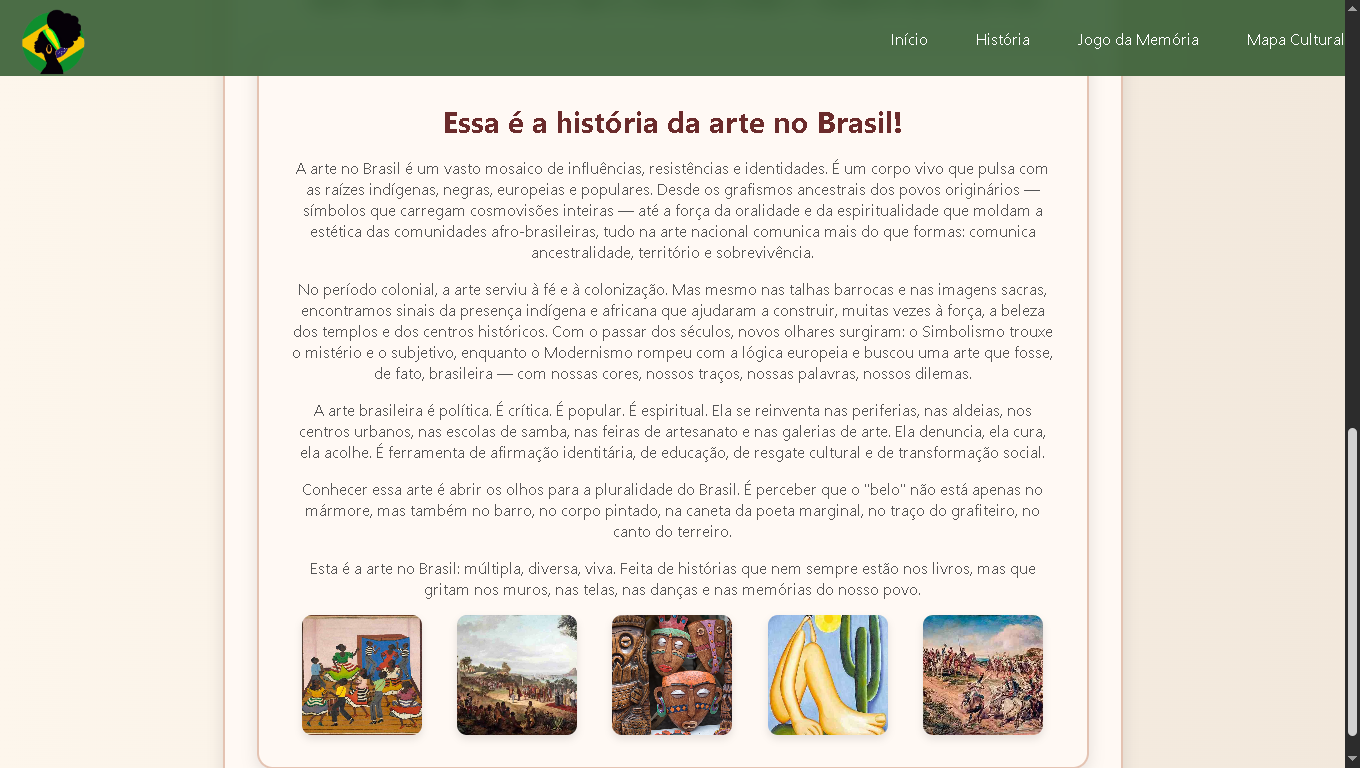 Início
História
Jogo da Memória
Mapa Cultural
Essa é a história da arte no Brasil!
A arte no Brasil é um vasto mosaico de influências, resistências e identidades. É um corpo vivo que pulsa com
as raízes indígenas, negras, europeias e populares. Desde os grafismos ancestrais dos povos originários —
símbolos que carregam cosmovisões inteiras — até a força da oralidade e da espiritualidade que moldam a
estética das comunidades afro-brasileiras, tudo na arte nacional comunica mais do que formas: comunica
ancestralidade, território e sobrevivência.
No período colonial, a arte serviu à fé e à colonização. Mas mesmo nas talhas barrocas e nas imagens sacras,
encontramos sinais da presença indígena e africana que ajudaram a construir, muitas vezes à força, a beleza
dos templos e dos centros históricos. Com o passar dos séculos, novos olhares surgiram: o Simbolismo trouxe
o mistério e o subjetivo, enquanto o Modernismo rompeu com a lógica europeia e buscou uma arte que fosse,
de fato, brasileira — com nossas cores, nossos traços, nossas palavras, nossos dilemas.
A arte brasileira é política. É crítica. É popular. É espiritual. Ela se reinventa nas periferias, nas aldeias, nos
centros urbanos, nas escolas de samba, nas feiras de artesanato e nas galerias de arte. Ela denuncia, ela cura,
ela acolhe. É ferramenta de afirmação identitária, de educação, de resgate cultural e de transformação social.
Conhecer essa arte é abrir os olhos para a pluralidade do Brasil. É perceber que o "belo" não está apenas no
mármore, mas também no barro, no corpo pintado, na caneta da poeta marginal, no traço do grafiteiro, no
canto do terreiro.
Esta é a arte no Brasil: múltipla, diversa, viva. Feita de histórias que nem sempre estão nos livros, mas que
gritam nos muros, nas telas, nas danças e nas memórias do nosso povo.